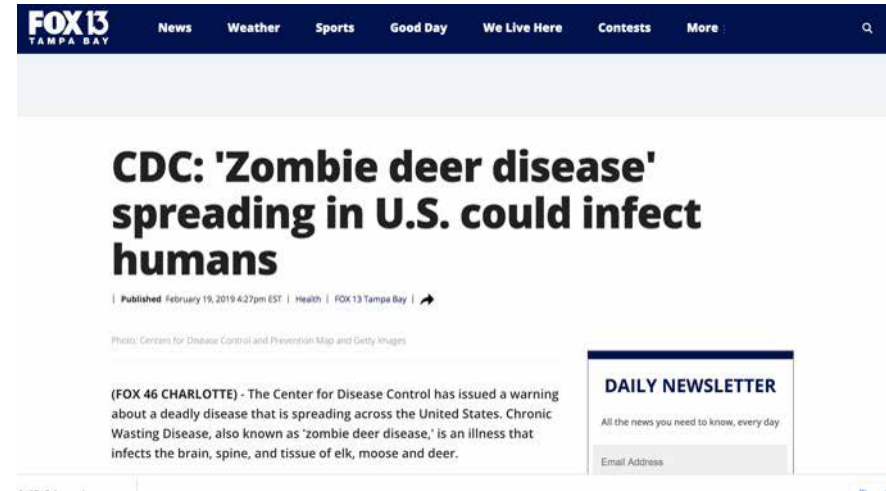 FOX 13 News Weather Sports Good Day We Live Here Contests More
TAMPA BAY
CDC: 'Zombie deer disease'
spreading in U.S. could infect
humans
| Published February 19, 2019 4:27pm EST | Health | FOX 13 Tampa Bay |
Photo: Centers for Disease Control and Prevention Map and Getty Images
(FOX 46 CHARLOTTE) - The Center for Disease Control has issued a warning
about a deadly disease that is spreading across the United States. Chronic
Wasting Disease, also known as 'zombie deer disease,' is an illness that
infects the brain, spine, and tissue of elk, moose and deer.
DAILY NEWSLETTER
All the news you need to know, every day
Email Address